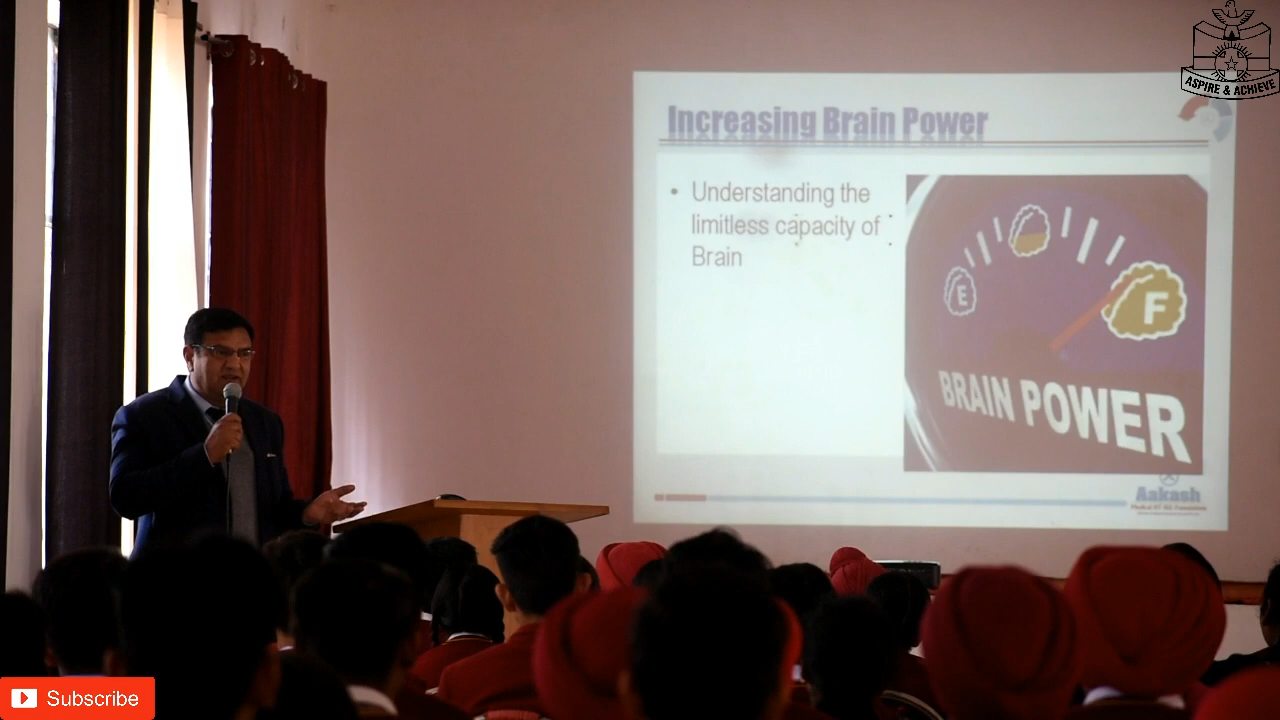 ASPIRE & ACHIEVE
Increasing Brain Power
• Understanding the
limitless capacity of
Brain
E
F
BRAIN POWER
Aakash
Subscribe